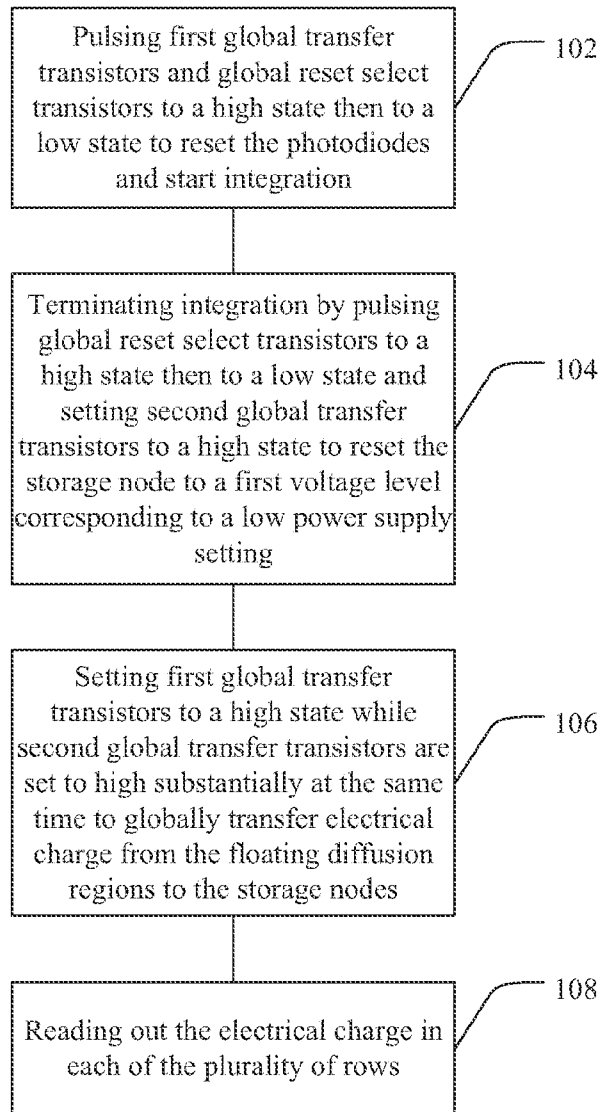 Pulsing first global transfer
transistors and global reset select
transistors to a high state then to a
low state to reset the photodiodes
and start integration
102
Terminating integration by pulsing
global reset select transistors to a
high state then to a low state and
setting second global transfer
transistors to a high state to reset the
storage node to a first voltage level
corresponding to a low power supply
setting
104
Setting first global transfer
transistors to a high state while
second global transfer transistors are
set to high substantially at the same
time to globally transfer electrical
charge from the floating diffusion
regions to the storage nodes
106
Reading out the electrical charge in
each of the plurality of rows
108